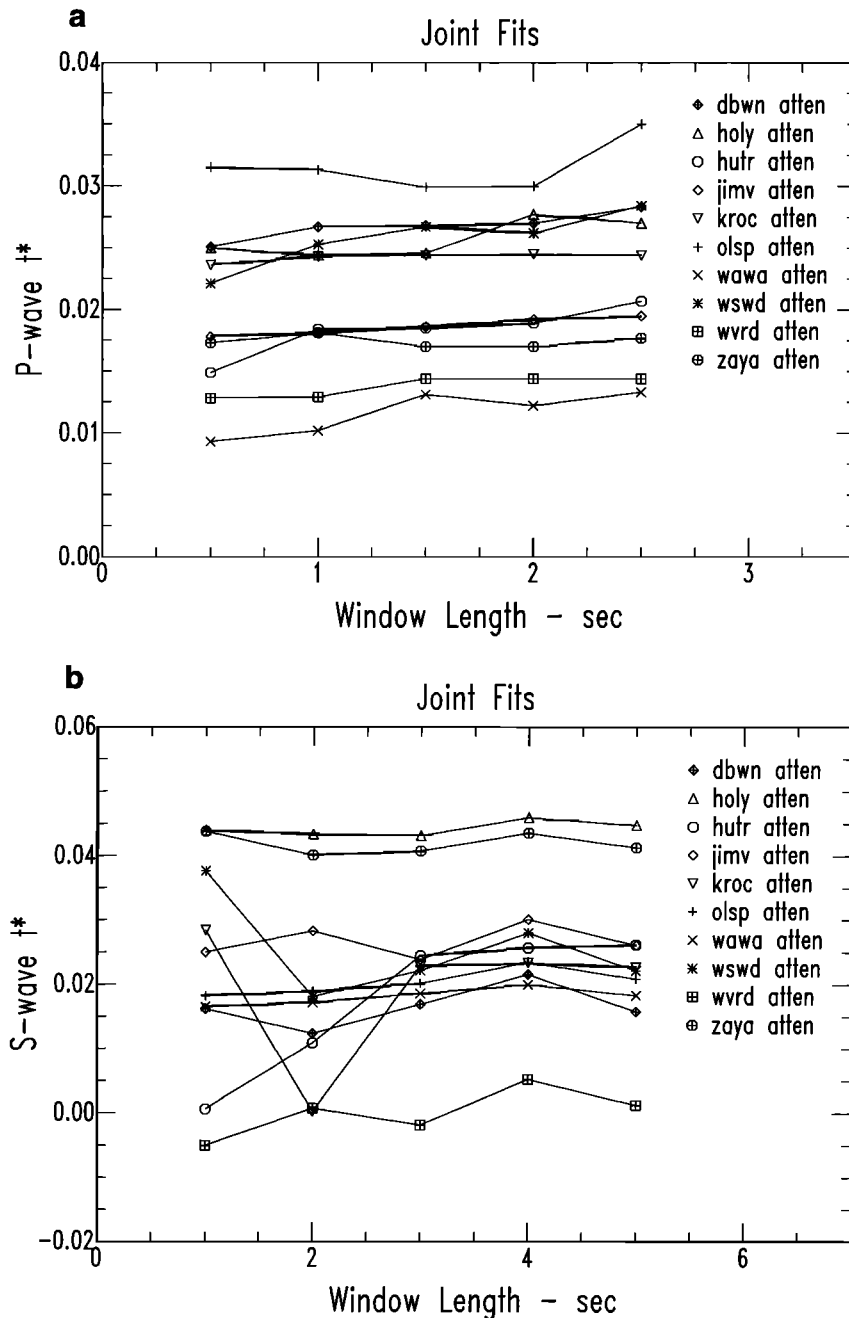 a
Joint Fits
0.04
0.03
0.02
0.01
0.00
P-wave t*
dbwn atten
holy atten
hutr atten
jimv atten
kroc atten
olsp atten
wawa atten
wswd atten
wvrd atten
zaya atten
0 1 2 3
Window Length - sec
b
Joint Fits
0.06
0.04
0.02
0.00
-0.02
S-wave t*
dbwn atten
holy atten
hutr atten
jimv atten
kroc atten
olsp atten
wawa atten
wswd atten
wvrd atten
zaya atten
0 2 4 6
Window Length - sec